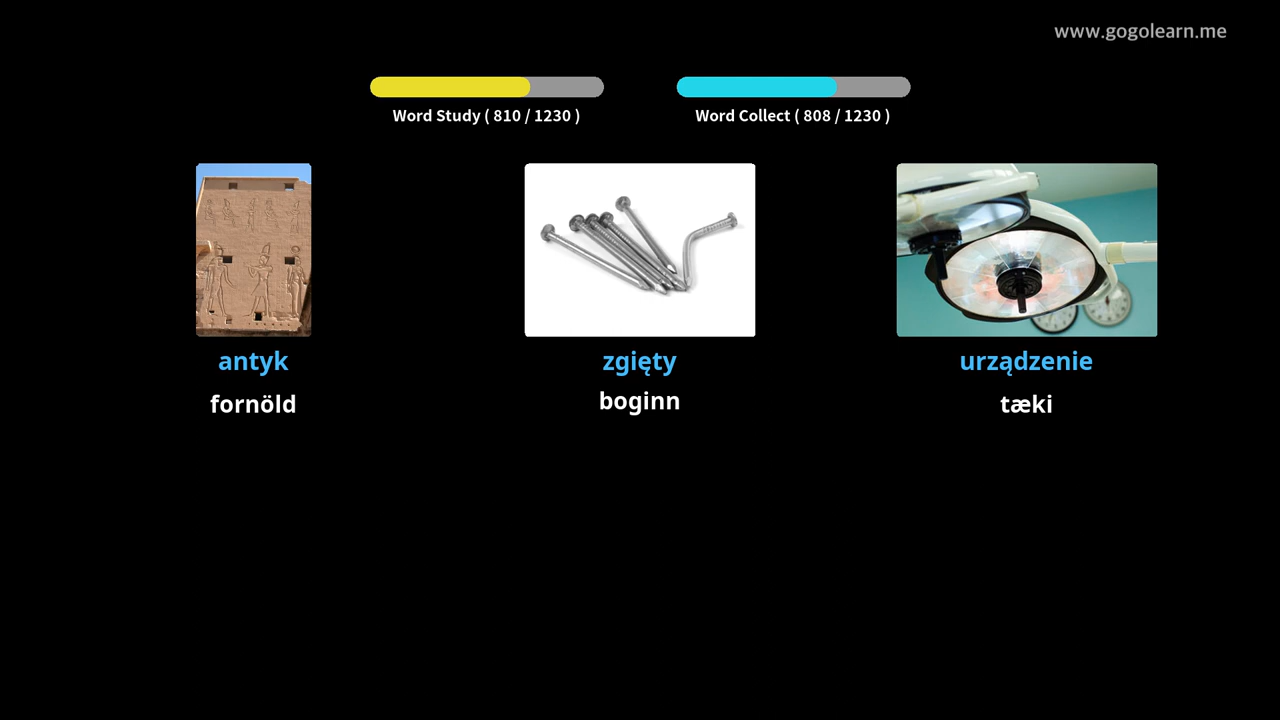 www.gogolearn.me
Word Study ( 810 / 1230 )
Word Collect ( 808 / 1230 )
antyk
fornöld
zgięty
boginn
urządzenie
tæki